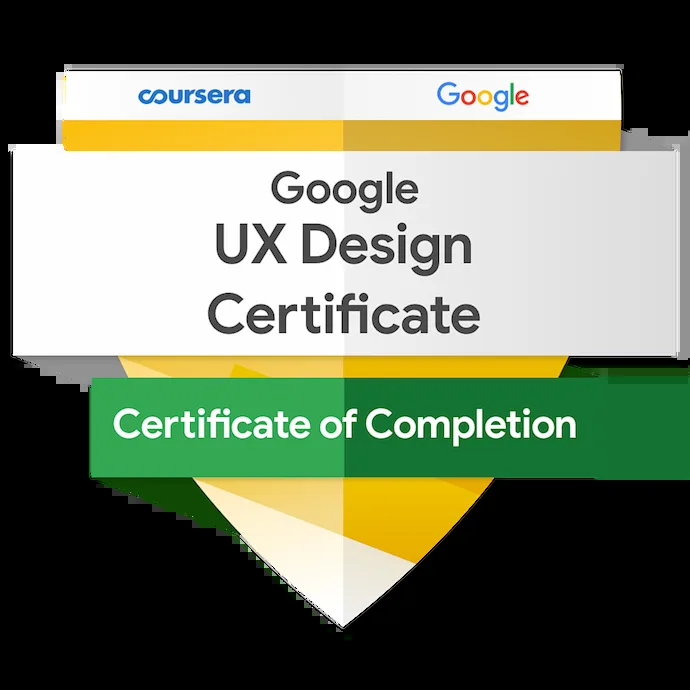 coursera Google
Google
UX Design
Certificate
Certificate of Completion